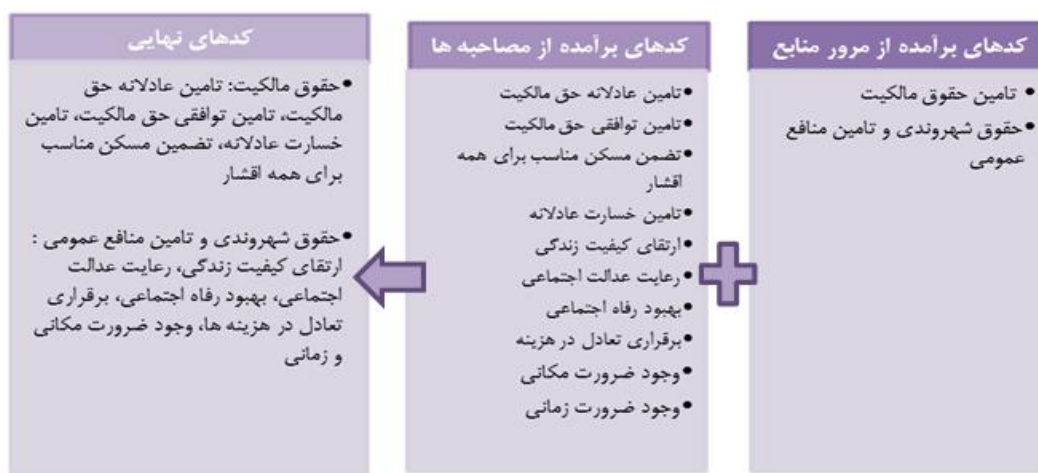 کدهای برآمده از مرور منابع
• تامین حقوق مالکیت
•حقوق شهروندی و تامین منافع
عمومی
کدهای برآمده از مصاحبه ها
•تامین عادلانه حق مالکیت
•تامین توافقی حق مالکیت
•تضمن مسکن مناسب برای همه
اقشار
•تامین خسارت عادلانه
•ارتقای کیفیت زندگی
•رعایت عدالت اجتماعی
•بهبود رفاه اجتماعی
•برقراری تعادل در هزینه
•وجود ضرورت مکانی
•وجود ضرورت زمانی
کدهای نهایی
•حقوق مالکیت: تامین عادلانه حق
مالکیت، تامین توافقی حق مالکیت، تامین
خسارت عادلانه، تضمین مسکن مناسب
برای همه اقشار
•حقوق شهروندی و تامین منافع عمومی :
ارتقای کیفیت زندگی، رعایت عدالت
اجتماعی، بهبود رفاه اجتماعی، برقراری
تعادل در هزینه ها، وجود ضرورت مکانی
و زمانی